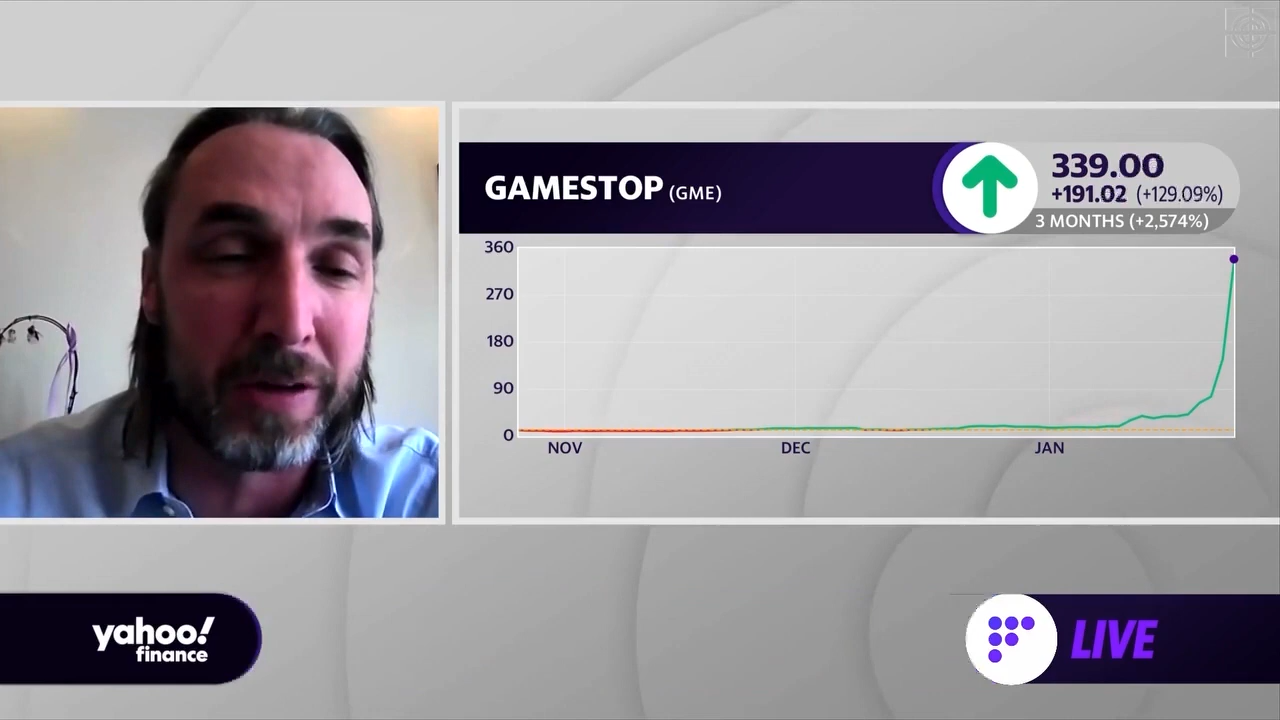 GAMESTOP (GME)
339.00
+191.02 (+129.09%)
3 MONTHS (+2,574%)
360
270
180
90
0
NOV DEC JAN
yahoo!
finance
LIVE